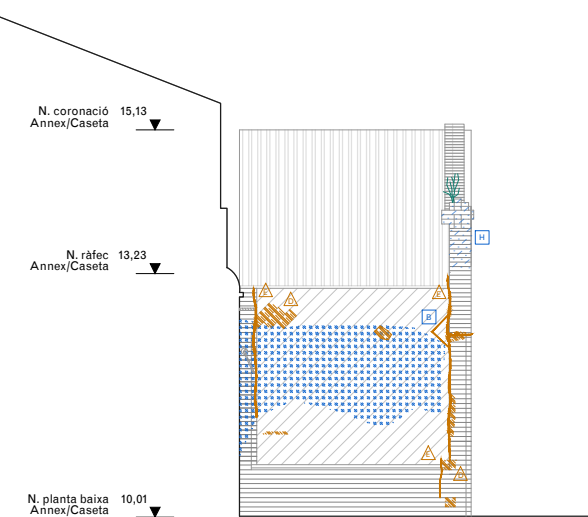 N. coronació 15,13
Annex/Caseta
H
N. ràfec 13,23
Annex/Caseta
E
D
E
B
E
D
N. planta baixa 10,01
Annex/Caseta